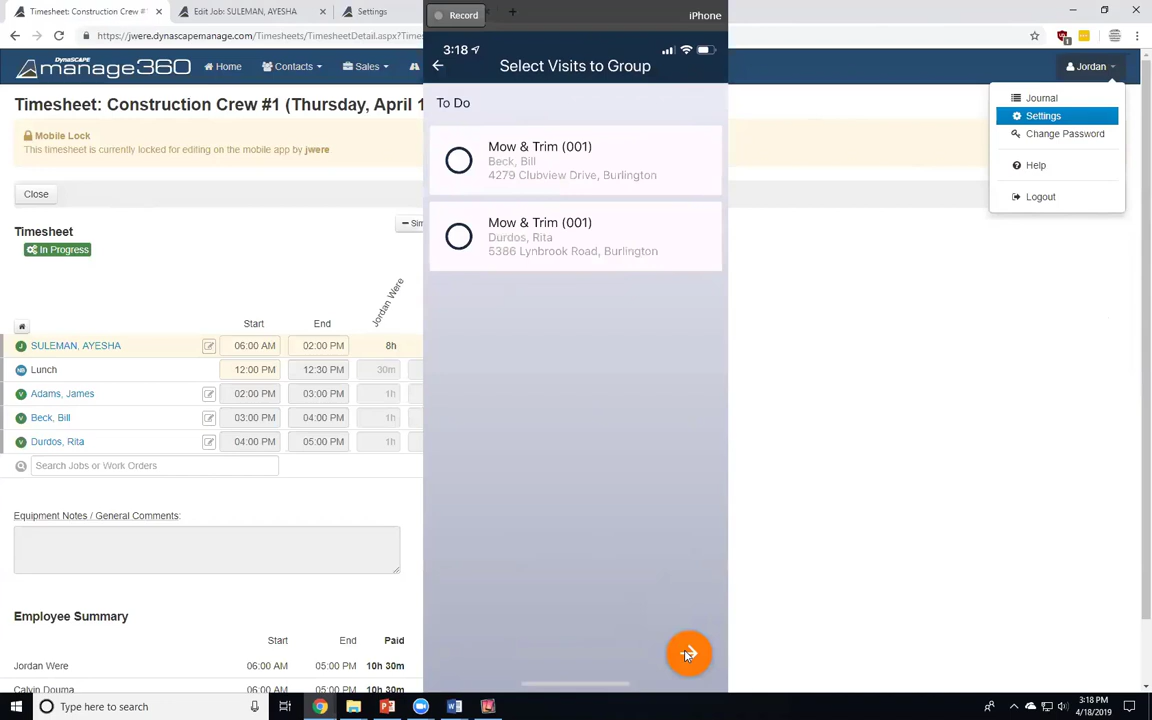 Timesheet: Construction Crew #1
Edit Job: SULEMAN, AYESHA
Settings
https://jwere.dynascapemanage.com/Timesheets/TimesheetDetail.aspx?Time
DynaSCAPE
manage360
Home
Contacts
Sales
Jordan
Journal
Settings
Change Password
Help
Logout
Timesheet: Construction Crew #1 (Thursday, April 1
Mobile Lock
This timesheet is currently locked for editing on the mobile app by jwere.
Close
Timesheet
In Progress
Jordan Were
Start End
J SULEMAN, AYESHA 06:00 AM 02:00 PM 8h
NB Lunch 12:00 PM 12:30 PM 30m
V Adams, James 02:00 PM 03:00 PM 1h
V Beck, Bill 03:00 PM 04:00 PM 1h
V Durdos, Rita 04:00 PM 05:00 PM 1h
Search Jobs or Work Orders
Equipment Notes / General Comments:
Employee Summary
Start End Paid
Jordan Were 06:00 AM 05:00 PM 10h 30m
Calvin Douma 06:00 AM 05:00 PM 10h 30m
Record
iPhone
3:18
Select Visits to Group
To Do
Mow & Trim (001)
Beck, Bill
4279 Clubview Drive, Burlington
Mow & Trim (001)
Durdos, Rita
5386 Lynbrook Road, Burlington
Type here to search
3:18 PM
4/18/2019